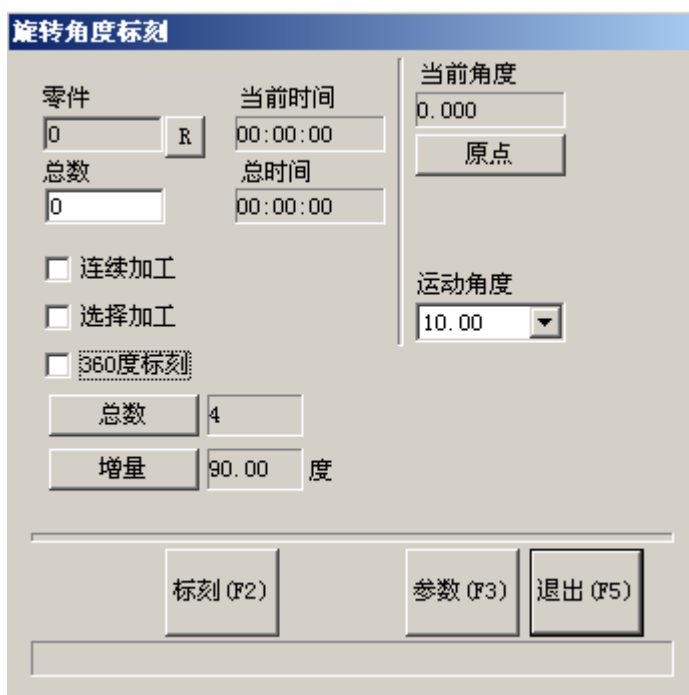 旋转角度标刻
零件 当前时间
0 R 00:00:00
总数 总时间
0 00:00:00
当前角度
0.000
原点
运动角度
10.00
连续加工
选择加工
360度标刻
总数 4
增量 90.00 度
标刻(F2) 参数(F3) 退出(F5)